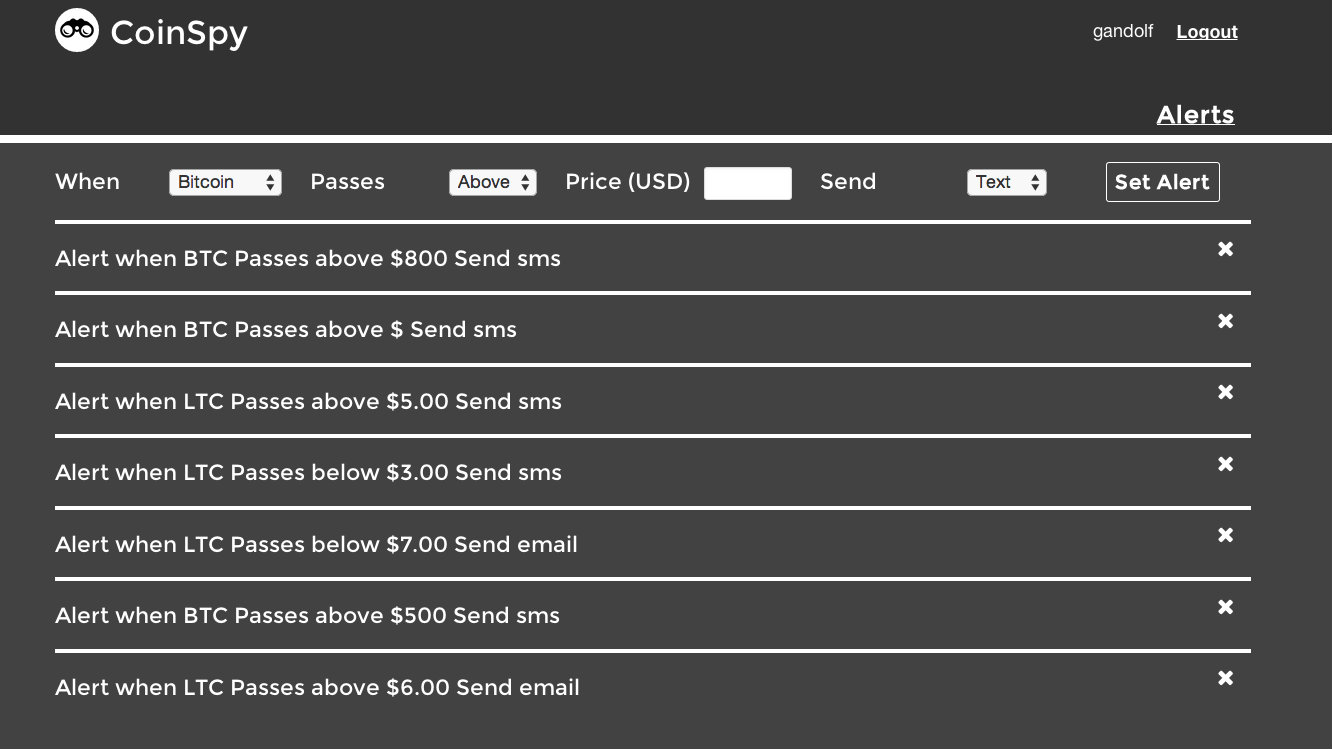 CoinSpy
gandolf Logout
Alerts
When Bitcoin Passes Above Price (USD) Send Text Set Alert
Alert when BTC Passes above $800 Send sms
Alert when BTC Passes above $ Send sms
Alert when LTC Passes above $5.00 Send sms
Alert when LTC Passes below $3.00 Send sms
Alert when LTC Passes below $7.00 Send email
Alert when BTC Passes above $500 Send sms
Alert when LTC Passes above $6.00 Send email